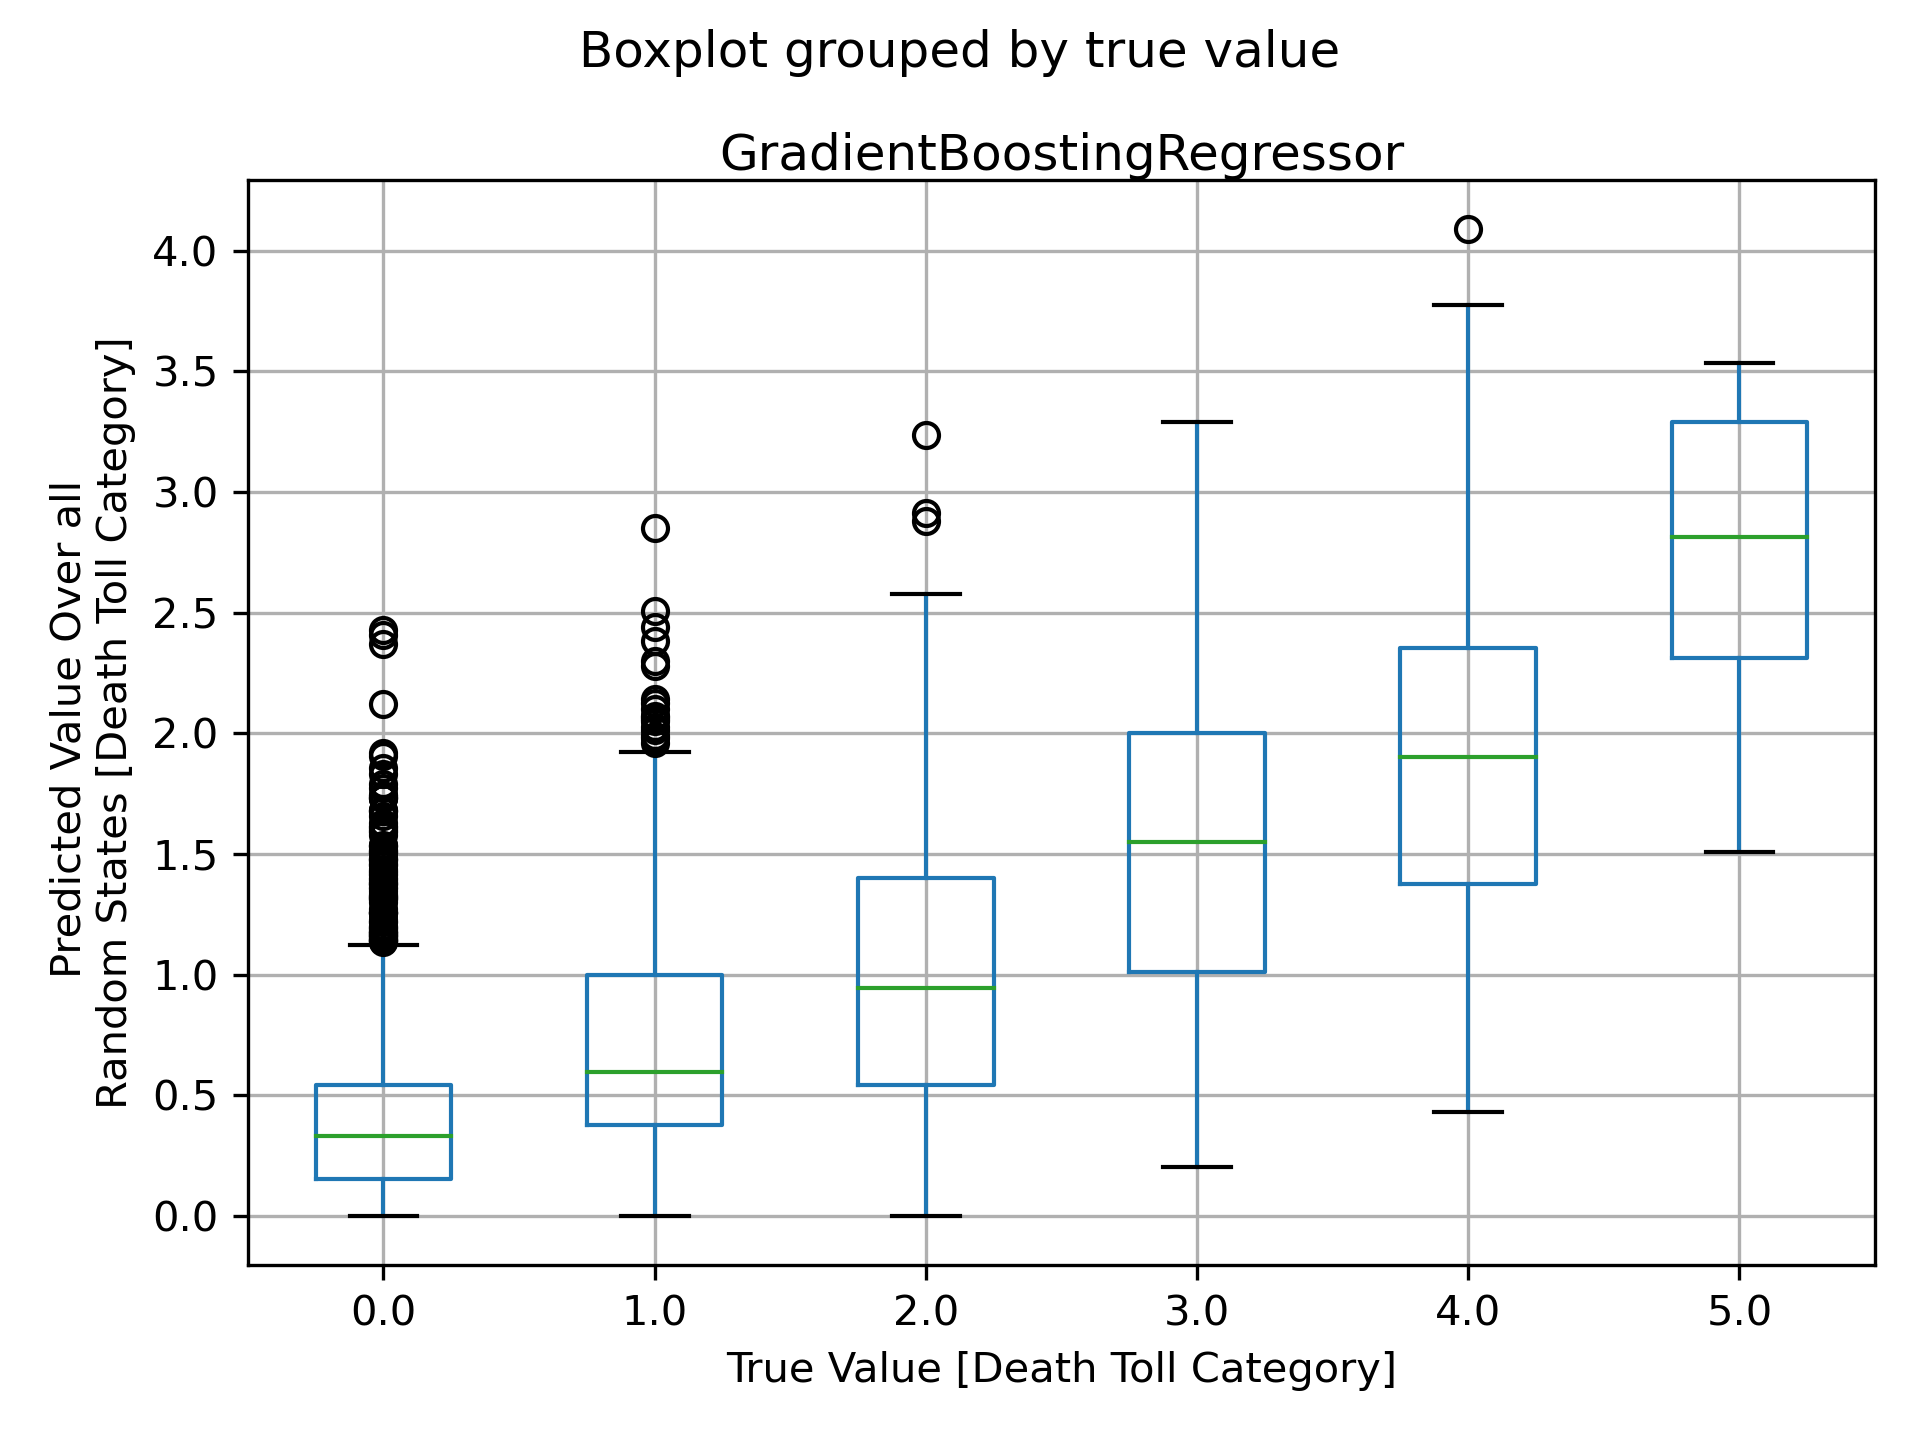 Boxplot grouped by true value
GradientBoostingRegressor
Predicted Value Over all
Random States [Death Toll Category]
4.0
3.5
3.0
2.5
2.0
1.5
1.0
0.5
0.0
0.0 1.0 2.0 3.0 4.0 5.0
True Value [Death Toll Category]